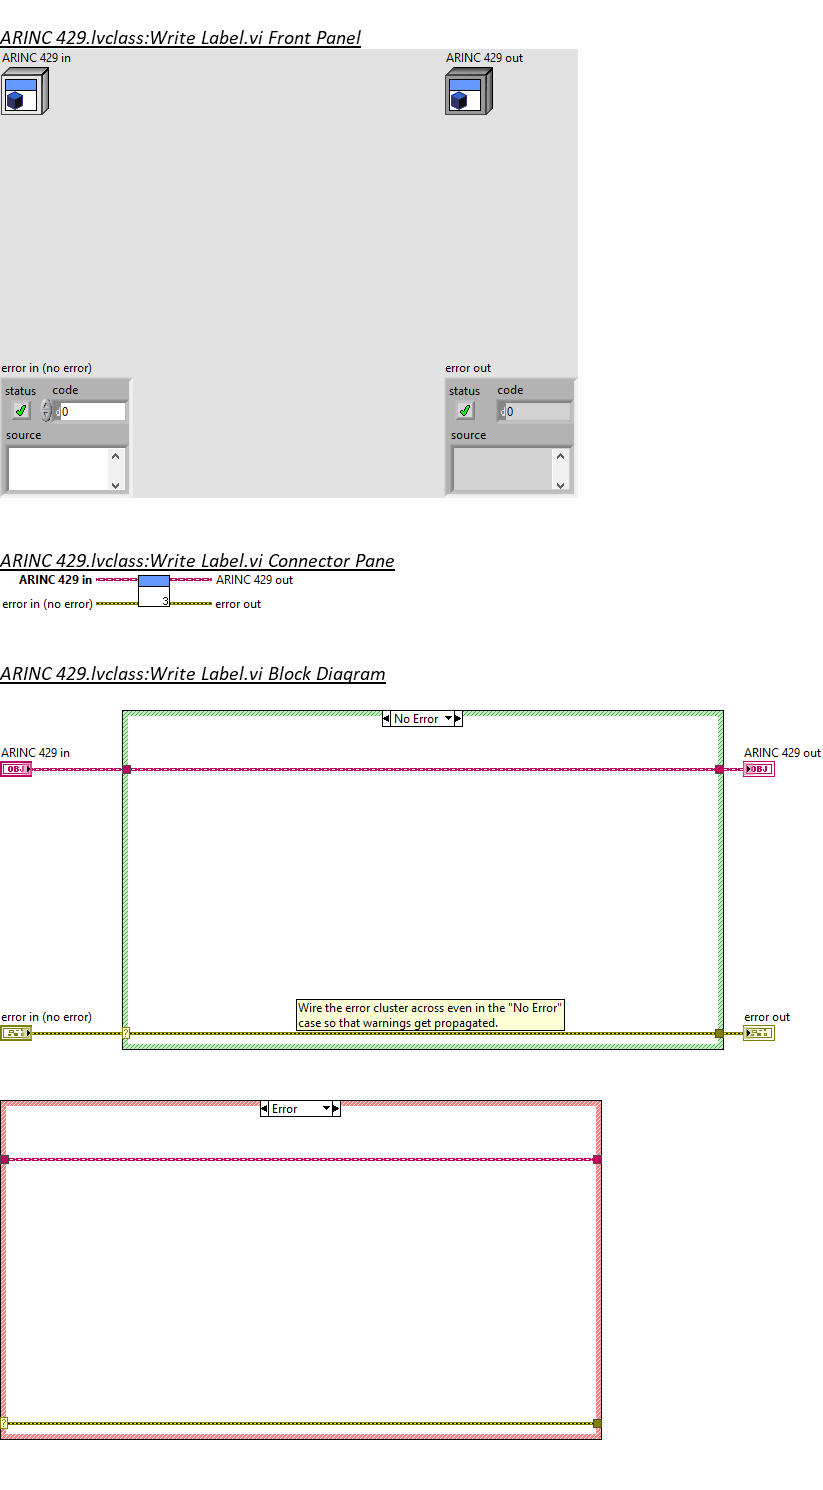 ARINC 429.lvclass:Write Label.vi Front Panel
ARINC 429 in
ARINC 429 out
error in (no error)
error out
status code
status code
d 0
d 0
source
source
ARINC 429.lvclass:Write Label.vi Connector Pane
ARINC 429 in
ARINC 429 out
error in (no error)
3
error out
ARINC 429.lvclass:Write Label.vi Block Diagram
No Error
ARINC 429 in
ARINC 429 out
OBJ
OBJ
Wire the error cluster across even in the "No Error"
case so that warnings get propagated.
error in (no error)
error out
?
Error
?